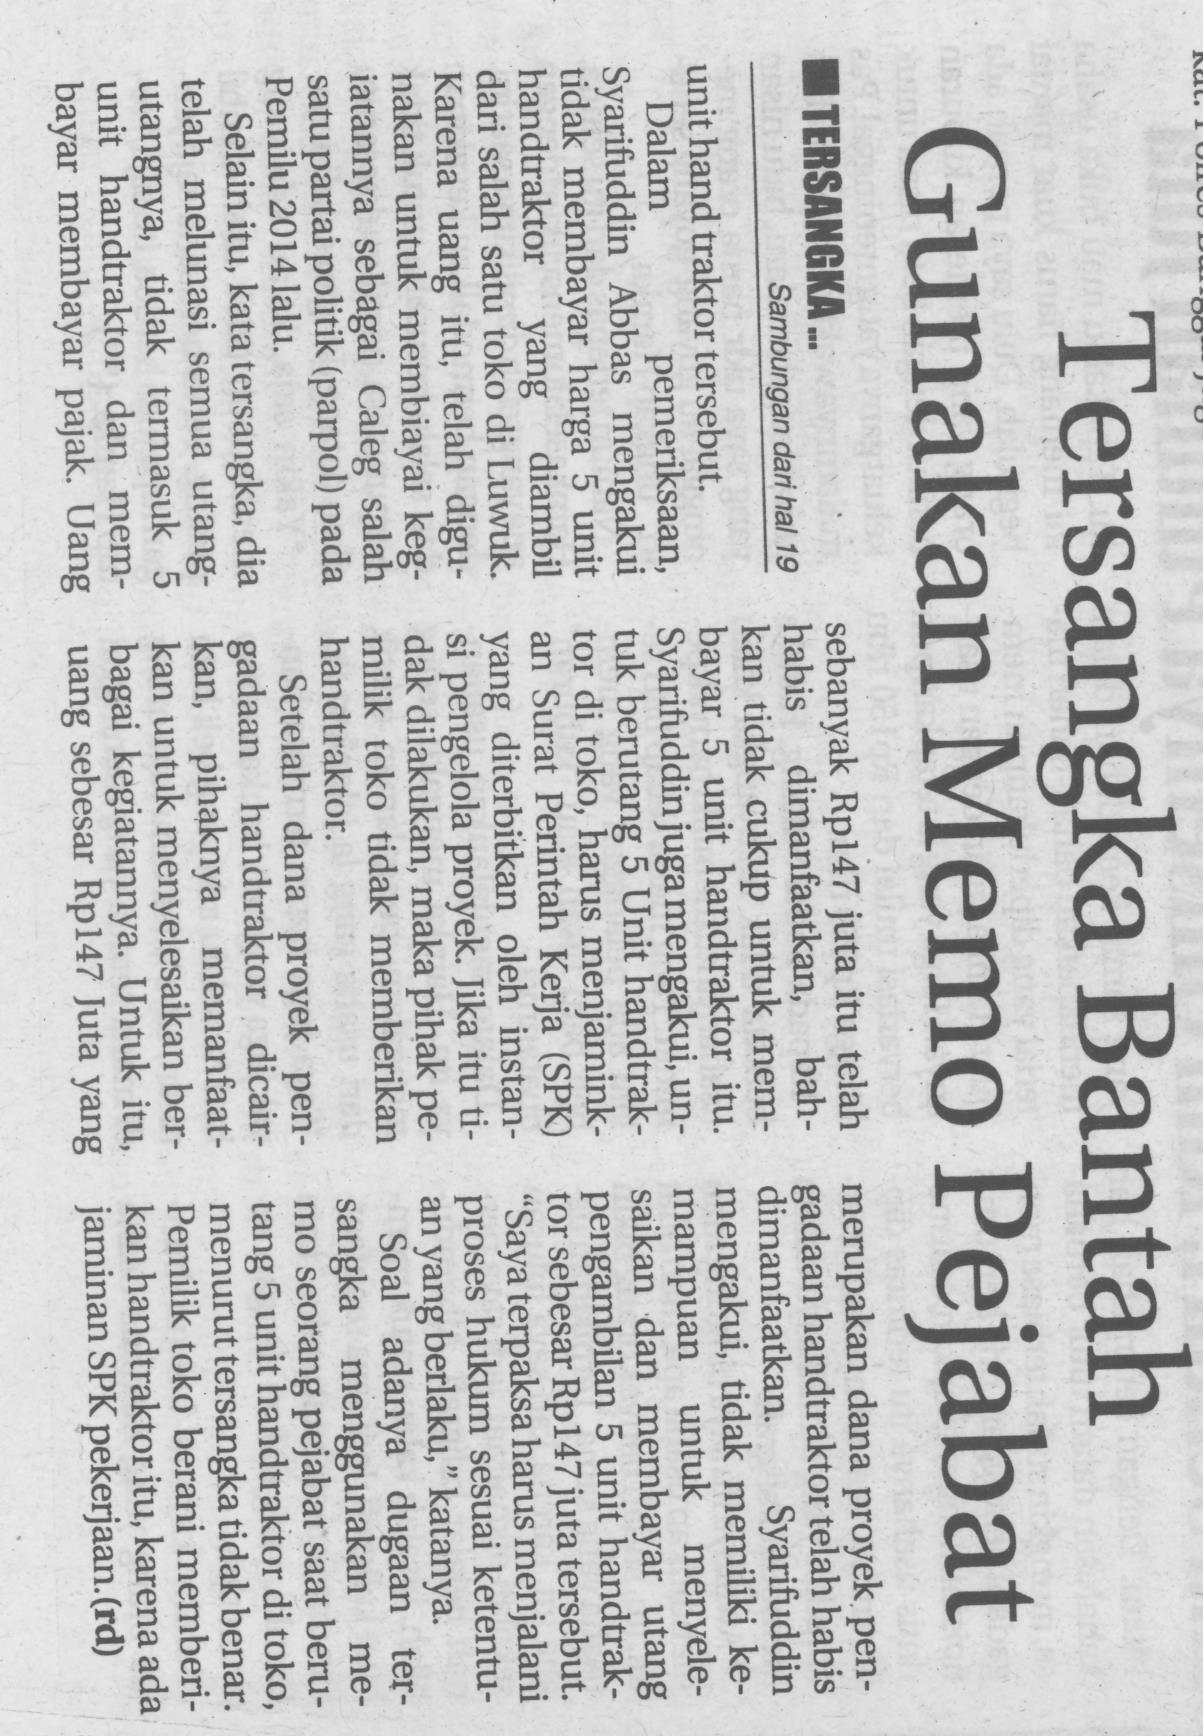 Tersangka Bantah
Gunakan Memo Pejabat
TERSANGKA...
Sambungan dari hal 19
unit hand traktor tersebut.
Dalam pemeriksaan,
Syarifuddin Abbas mengakui
tidak membayar harga 5 unit
handtraktor yang diambil
dari salah satu toko di Luwuk.
Karena uang itu, telah digu-
nakan untuk membiayai keg-
iatannya sebagai Caleg salah
satu partai politik (parpol) pada
Pemilu 2014 lalu.
Selain itu, kata tersangka, dia
telah melunasi semua utang-
utangnya, tidak termasuk 5
unit handtraktor dan mem-
bayar membayar pajak. Uang
sebanyak Rp147 juta itu telah
habis dimanfaatkan, bah-
kan tidak cukup untuk mem-
bayar 5 unit handtraktor itu.
Syarifuddin juga mengakui, un-
tuk berutang 5 Unit handtrak-
tor di toko, harus menjamink-
an Surat Perintah Kerja (SPK)
yang diterbitkan oleh instan-
si pengelola proyek. Jika itu ti-
dak dilakukan, maka pihak pe-
milik toko tidak memberikan
handtraktor.
Setelah dana proyek pen-
gadaan handtraktor dicair-
kan, pihaknya memanfaat-
kan untuk menyelesaikan ber-
bagai kegiatannya. Untuk itu,
uang sebesar Rp147 Juta yang
merupakan dana proyek pen-
gadaan handtraktor telah habis
dimanfaatkan. Syarifuddin
mengakui, tidak memiliki ke-
mampuan untuk menyele-
saikan dan membayar utang
pengambilan 5 unit handtrak-
tor sebesar Rp147 juta tersebut.
“Saya terpaksa harus menjalani
proses hukum sesuai ketentu-
an yang berlaku,” katanya.
Soal adanya dugaan ter-
sangka menggunakan me-
mo seorang pejabat saat beru-
tang 5 unit handtraktor di toko,
menurut tersangka tidak benar.
Pemilik toko berani memberi-
kan handtraktor itu, karena ada
jaminan SPK pekerjaan. (rd)